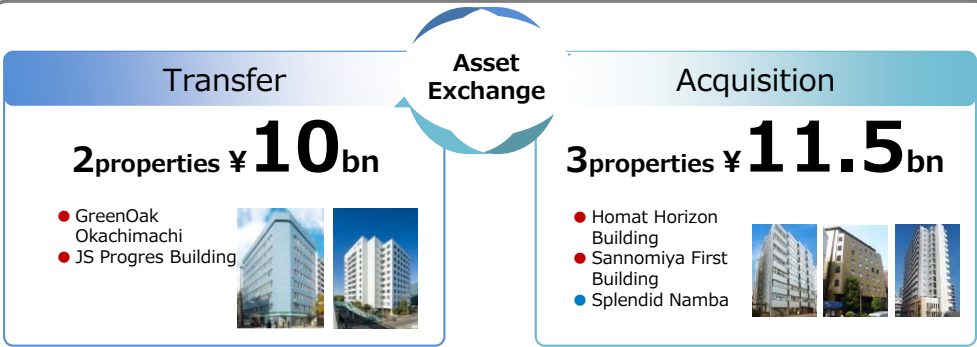 Asset
Exchange
Transfer
2properties ¥10bn
● GreenOak
Okachimachi
● JS Progres Building
Acquisition
3properties ¥11.5bn
● Homat Horizon
Building
● Sannomiya First
Building
● Splendid Namba